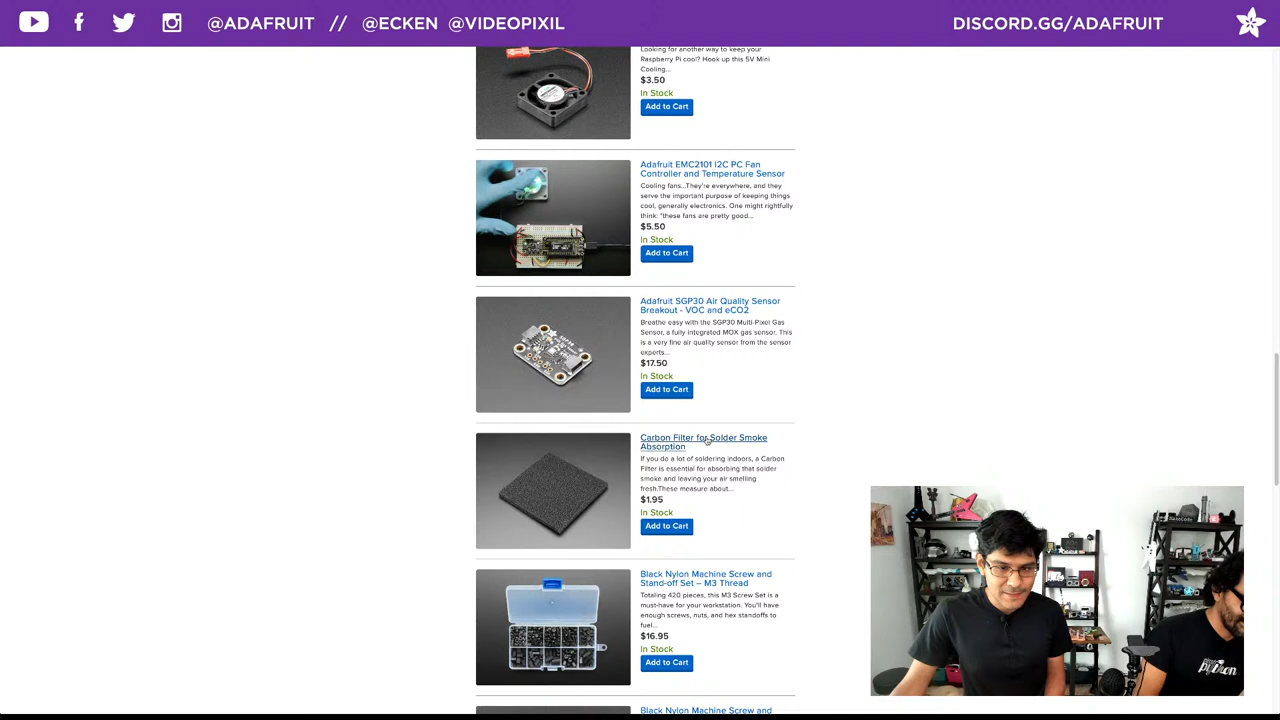 @ADAFRUIT // @ECKEN @VIDEOPIXIL
DISCORD.GG/ADAFRUIT
Looking for another way to keep your
Raspberry Pi cool? Hook up this 5V Mini
Cooling...
$3.50
In Stock
Add to Cart
Adafruit EMC2101 I2C PC Fan
Controller and Temperature Sensor
Cooling fans...They're everywhere, and they
serve the important purpose of keeping things
cool, generally electronics. One might rightfully
think: "these fans are pretty good...
$5.50
In Stock
Add to Cart
Adafruit SGP30 Air Quality Sensor
Breakout - VOC and eCO2
Breathe easy with the SGP30 Multi-Pixel Gas
Sensor, a fully integrated MOX gas sensor. This
is a very fine air quality sensor from the sensor
experts...
$17.50
In Stock
Add to Cart
Carbon Filter for Solder Smoke
Absorption
If you do a lot of soldering indoors, a Carbon
Filter is essential for absorbing that solder
smoke and leaving your air smelling
fresh.These measure about...
$1.95
In Stock
Add to Cart
Black Nylon Machine Screw and
Stand-off Set – M3 Thread
Totaling 420 pieces, this M3 Screw Set is a
must-have for your workstation. You'll have
enough screws, nuts, and hex standoffs to
fuel...
$16.95
In Stock
Add to Cart
Black Nylon Machine Screw and
python